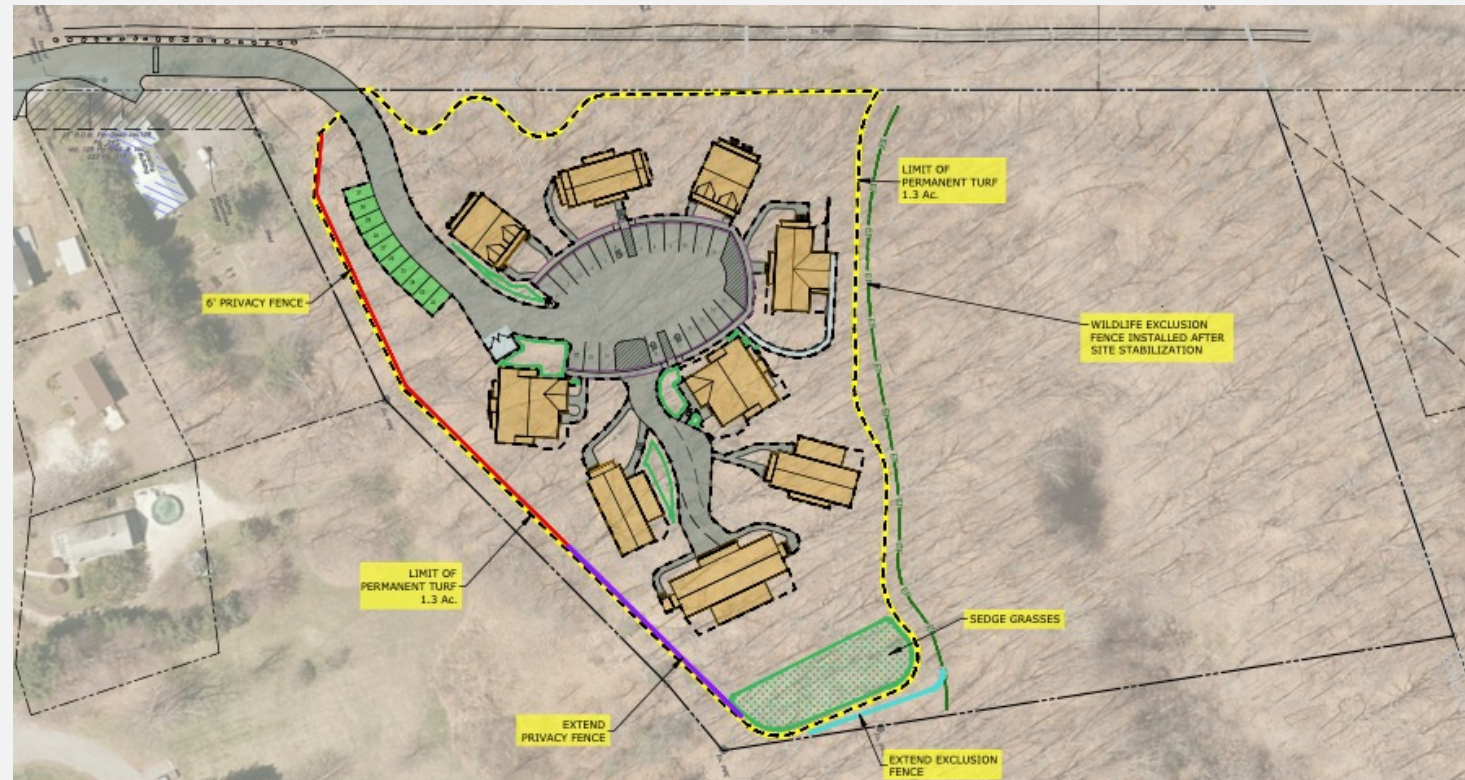 LIMIT OF
PERMANENT TURF
1.3 Ac.
6' PRIVACY FENCE
WILDLIFE EXCLUSION
FENCE INSTALLED AFTER
SITE STABILIZATION
LIMIT OF
PERMANENT TURF
1.3 Ac.
SEDGE GRASSES
EXTEND
PRIVACY FENCE
EXTEND EXCLUSION
FENCE